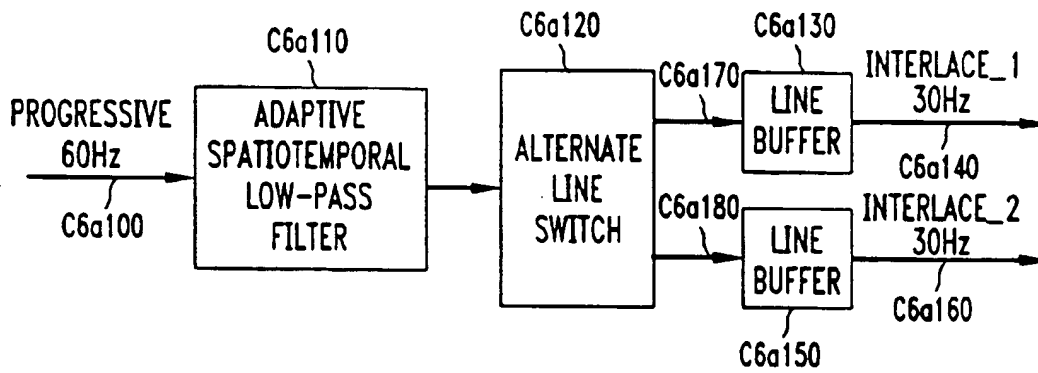 C6a110
C6a120
C6a130
C6a170
INTERLACE_1
30Hz
PROGRESSIVE
60Hz
ADAPTIVE
SPATIOTEMPORAL
LOW-PASS
FILTER
ALTERNATE
LINE
SWITCH
LINE
BUFFER
C6a140
C6a100
C6a180
INTERLACE_2
30Hz
LINE
BUFFER
C6a160
C6a150